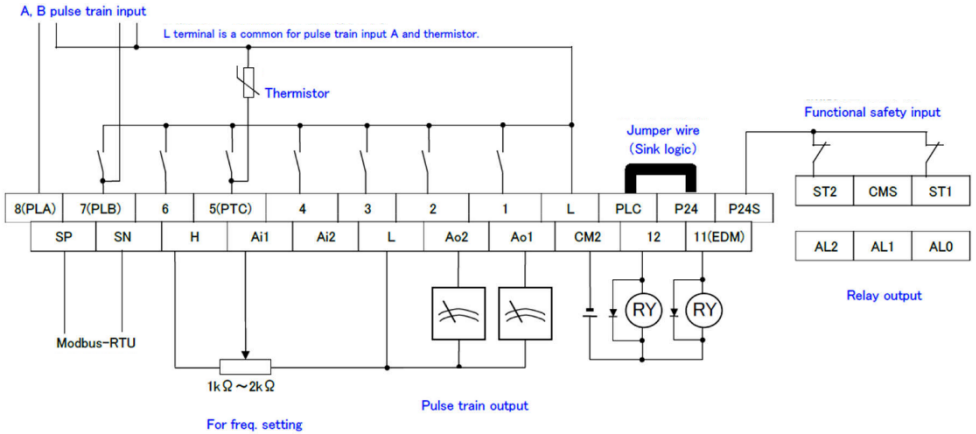 A, B pulse train input
L terminal is a common for pulse train input A and thermistor.
Thermistor
Jumper wire
(Sink logic)
Functional safety input
8(PLA) 7(PLB) 6 5(PTC) 4 3 2 1 L PLC P24 P24S
SP SN H Ai1 Ai2 L Ao2 Ao1 CM2 12 11(EDM)
ST2 CMS ST1
AL2 AL1 AL0
Relay output
RY RY
Modbus-RTU
1kΩ~2kΩ
Pulse train output
For freq. setting